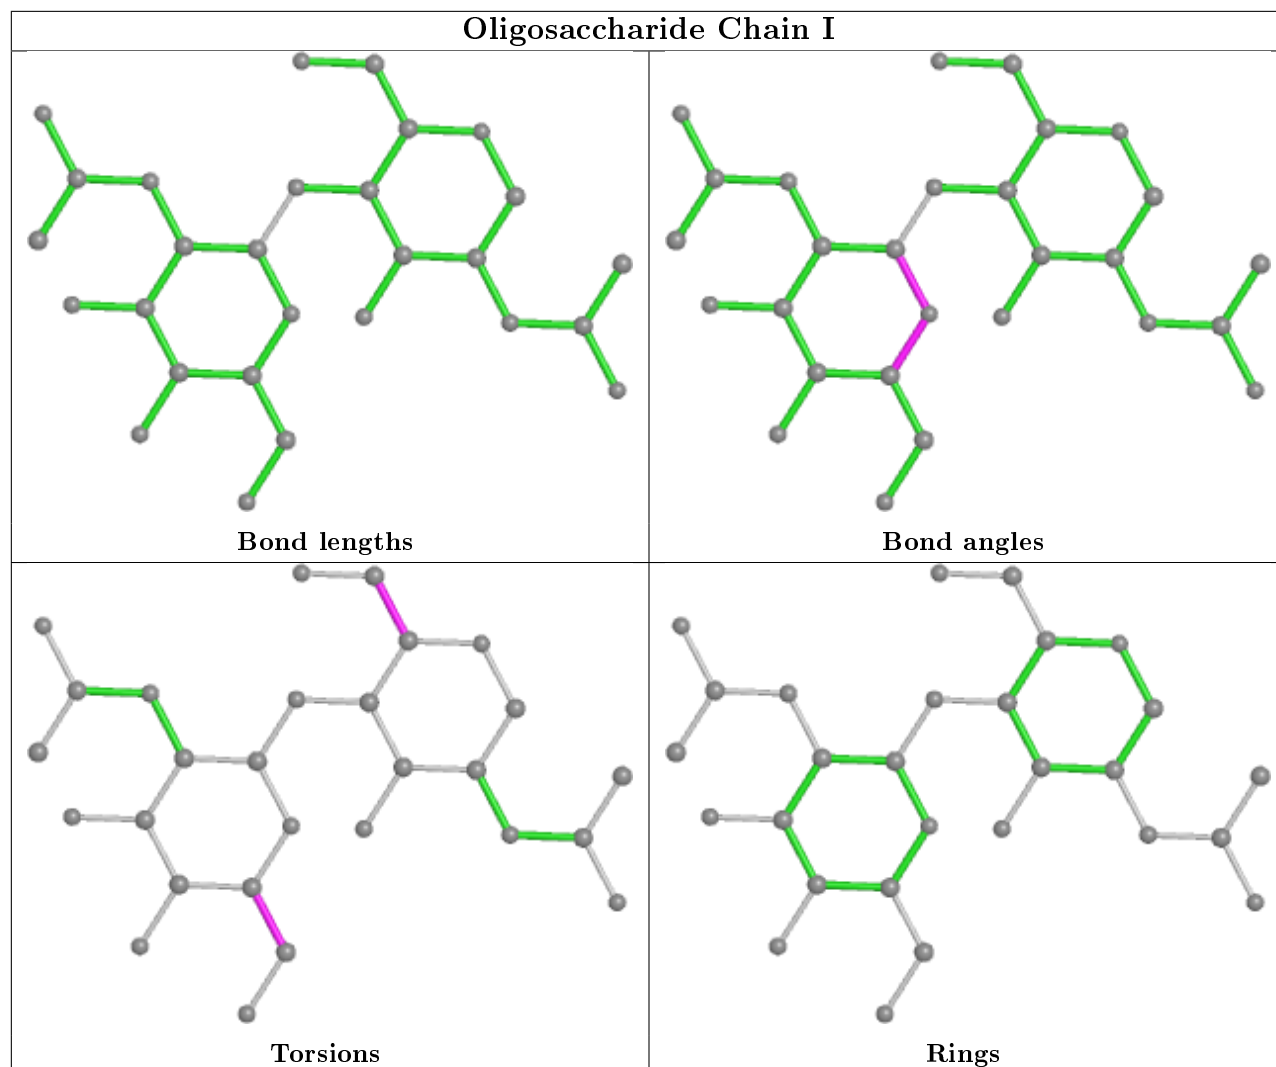 Oligosaccharide Chain I
Bond lengths
Bond angles
Torsions
Rings